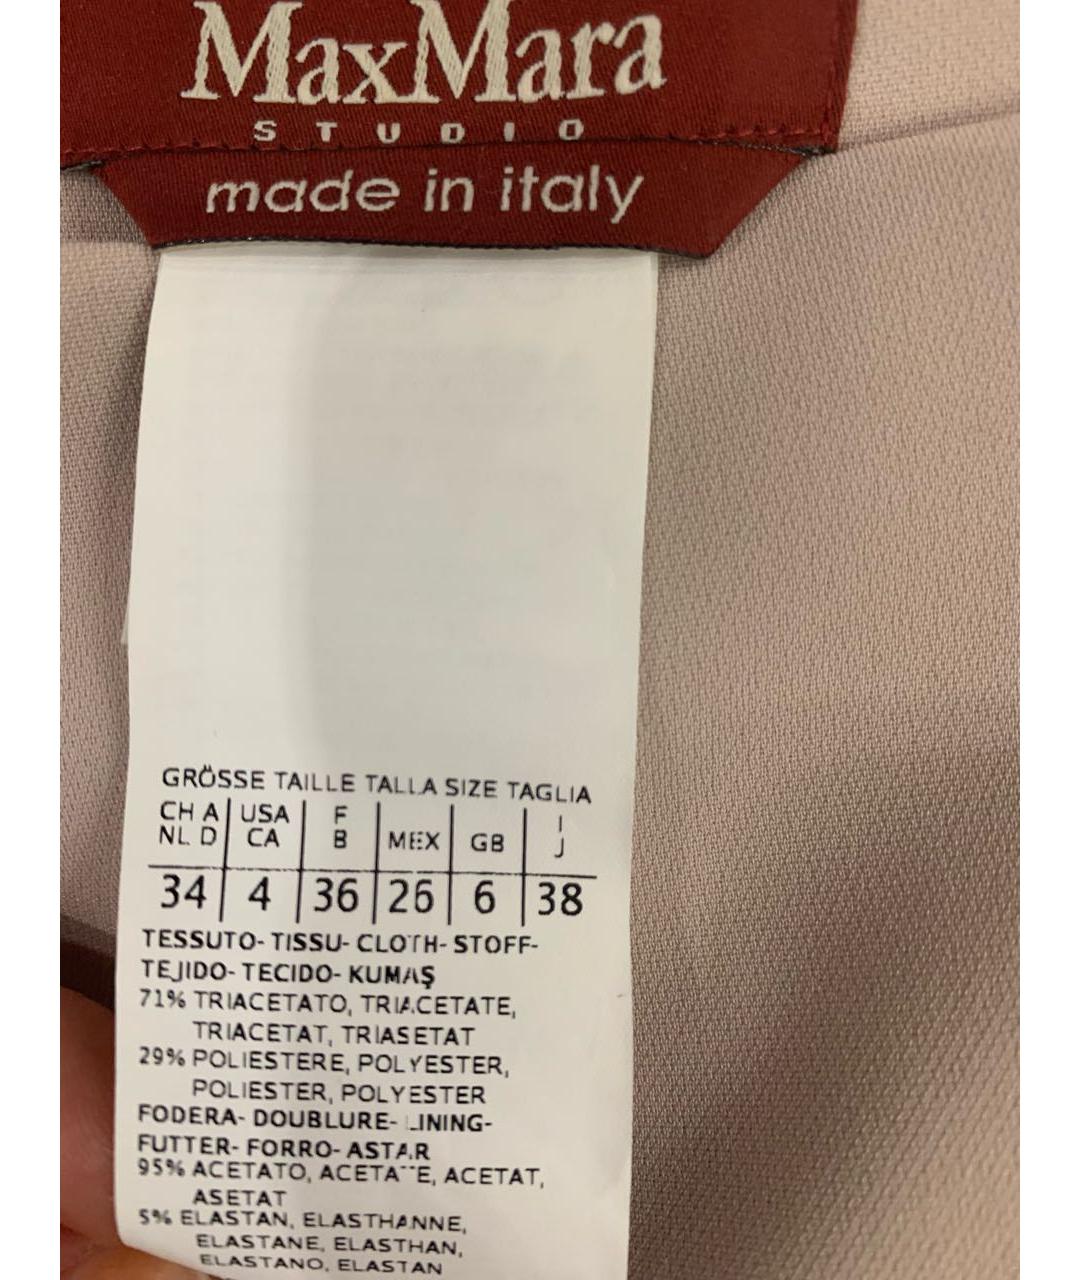 MaxMara
STUDIO
made in italy
GRÖSSE TAILLE TALLA SIZE TAGLIA
CH A NL D | USA CA | F B | MEX | GB | I J
34 | 4 | 36 | 26 | 6 | 38
TESSUTO- TISSU- CLOTH- STOFF-
TEJIDO- TECIDO- KUMAŞ
71% TRIACETATO, TRIACETATE,
TRIACETAT, TRIASETAT
29% POLIESTERE, POLYESTER,
POLIESTER, POLYESTER
FODERA- DOUBLURE- LINING-
FUTTER- FORRO- ASTAR
95% ACETATO, ACETATE, ACETAT,
ASETAT
5% ELASTAN, ELASTHANNE,
ELASTANE, ELASTHAN,
ELASTANO, ELASTAN